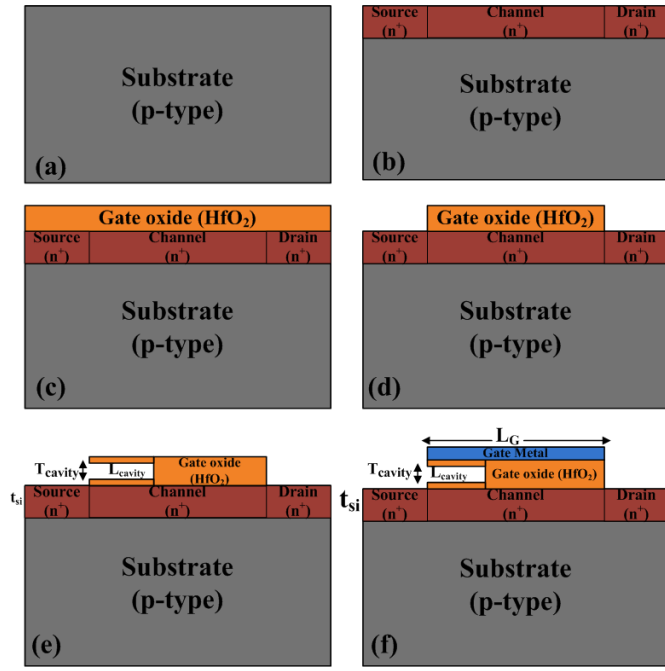 Substrate
(p-type)
(a)
Source
(n⁺)
Channel
(n⁺)
Drain
(n⁺)
Substrate
(p-type)
(b)
Gate oxide (HfO₂)
Source
(n⁺)
Channel
(n⁺)
Drain
(n⁺)
Substrate
(p-type)
(c)
Gate oxide (HfO₂)
Source
(n⁺)
Channel
(n⁺)
Drain
(n⁺)
Substrate
(p-type)
(d)
Tcavity
Lcavity
Gate oxide
(HfO₂)
tsi
Source
(n⁺)
Channel
(n⁺)
Drain
(n⁺)
Substrate
(p-type)
(e)
LG
Gate Metal
Tcavity
Lcavity
Gate oxide (HfO₂)
tsi
Source
(n⁺)
Channel
(n⁺)
Drain
(n⁺)
Substrate
(p-type)
(f)